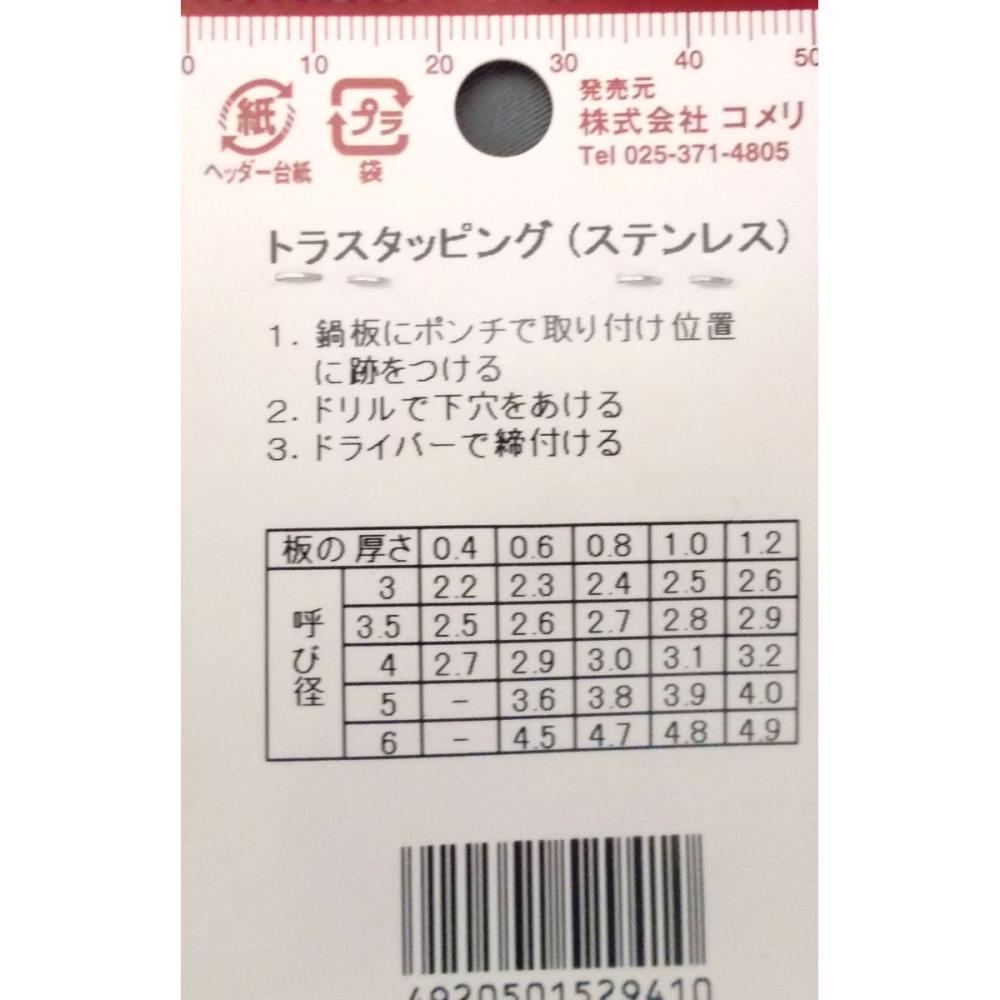 0 10 20 30 40 50
紙 プラ
ヘッダー台紙 袋
発売元
株式会社 コメリ
Tel 025-371-4805
トラスタッピング(ステンレス)
1. 鍋板にポンチで取り付け位置
に跡をつける
2. ドリルで下穴をあける
3. ドライバーで締付ける
板の厚さ 0.4 0.6 0.8 1.0 1.2
呼び径
3 2.2 2.3 2.4 2.5 2.6
3.5 2.5 2.6 2.7 2.8 2.9
4 2.7 2.9 3.0 3.1 3.2
5 - 3.6 3.8 3.9 4.0
6 - 4.5 4.7 4.8 4.9
4920501529410